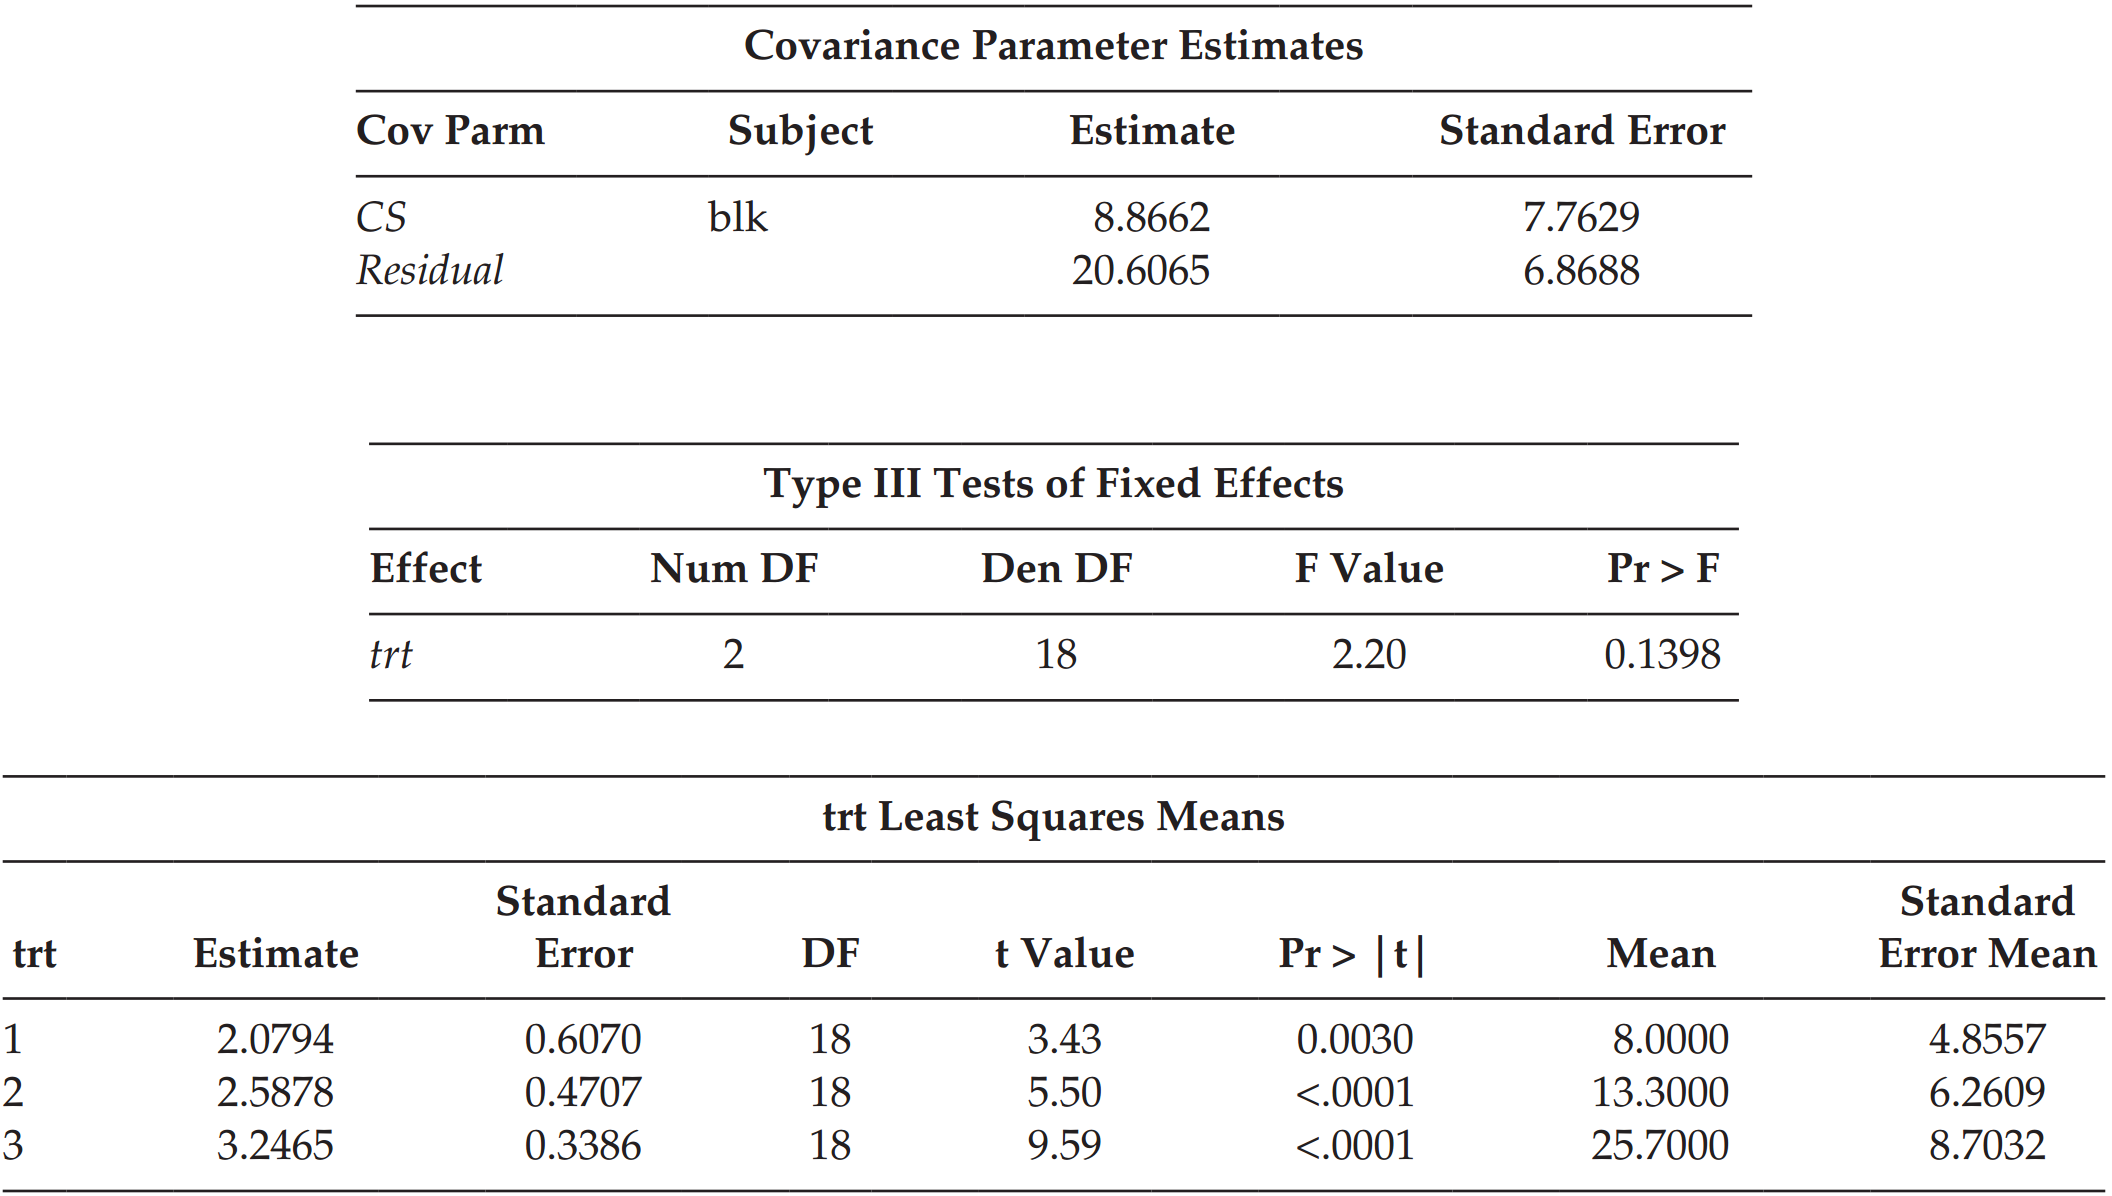 Covariance Parameter Estimates
Cov Parm Subject Estimate Standard Error
CS blk 8.8662 7.7629
Residual 20.6065 6.8688
Type III Tests of Fixed Effects
Effect Num DF Den DF F Value Pr > F
trt 2 18 2.20 0.1398
trt Least Squares Means
trt Estimate Standard Error DF t Value Pr > |t| Mean Standard Error Mean
1 2.0794 0.6070 18 3.43 0.0030 8.0000 4.8557
2 2.5878 0.4707 18 5.50 <.0001 13.3000 6.2609
3 3.2465 0.3386 18 9.59 <.0001 25.7000 8.7032